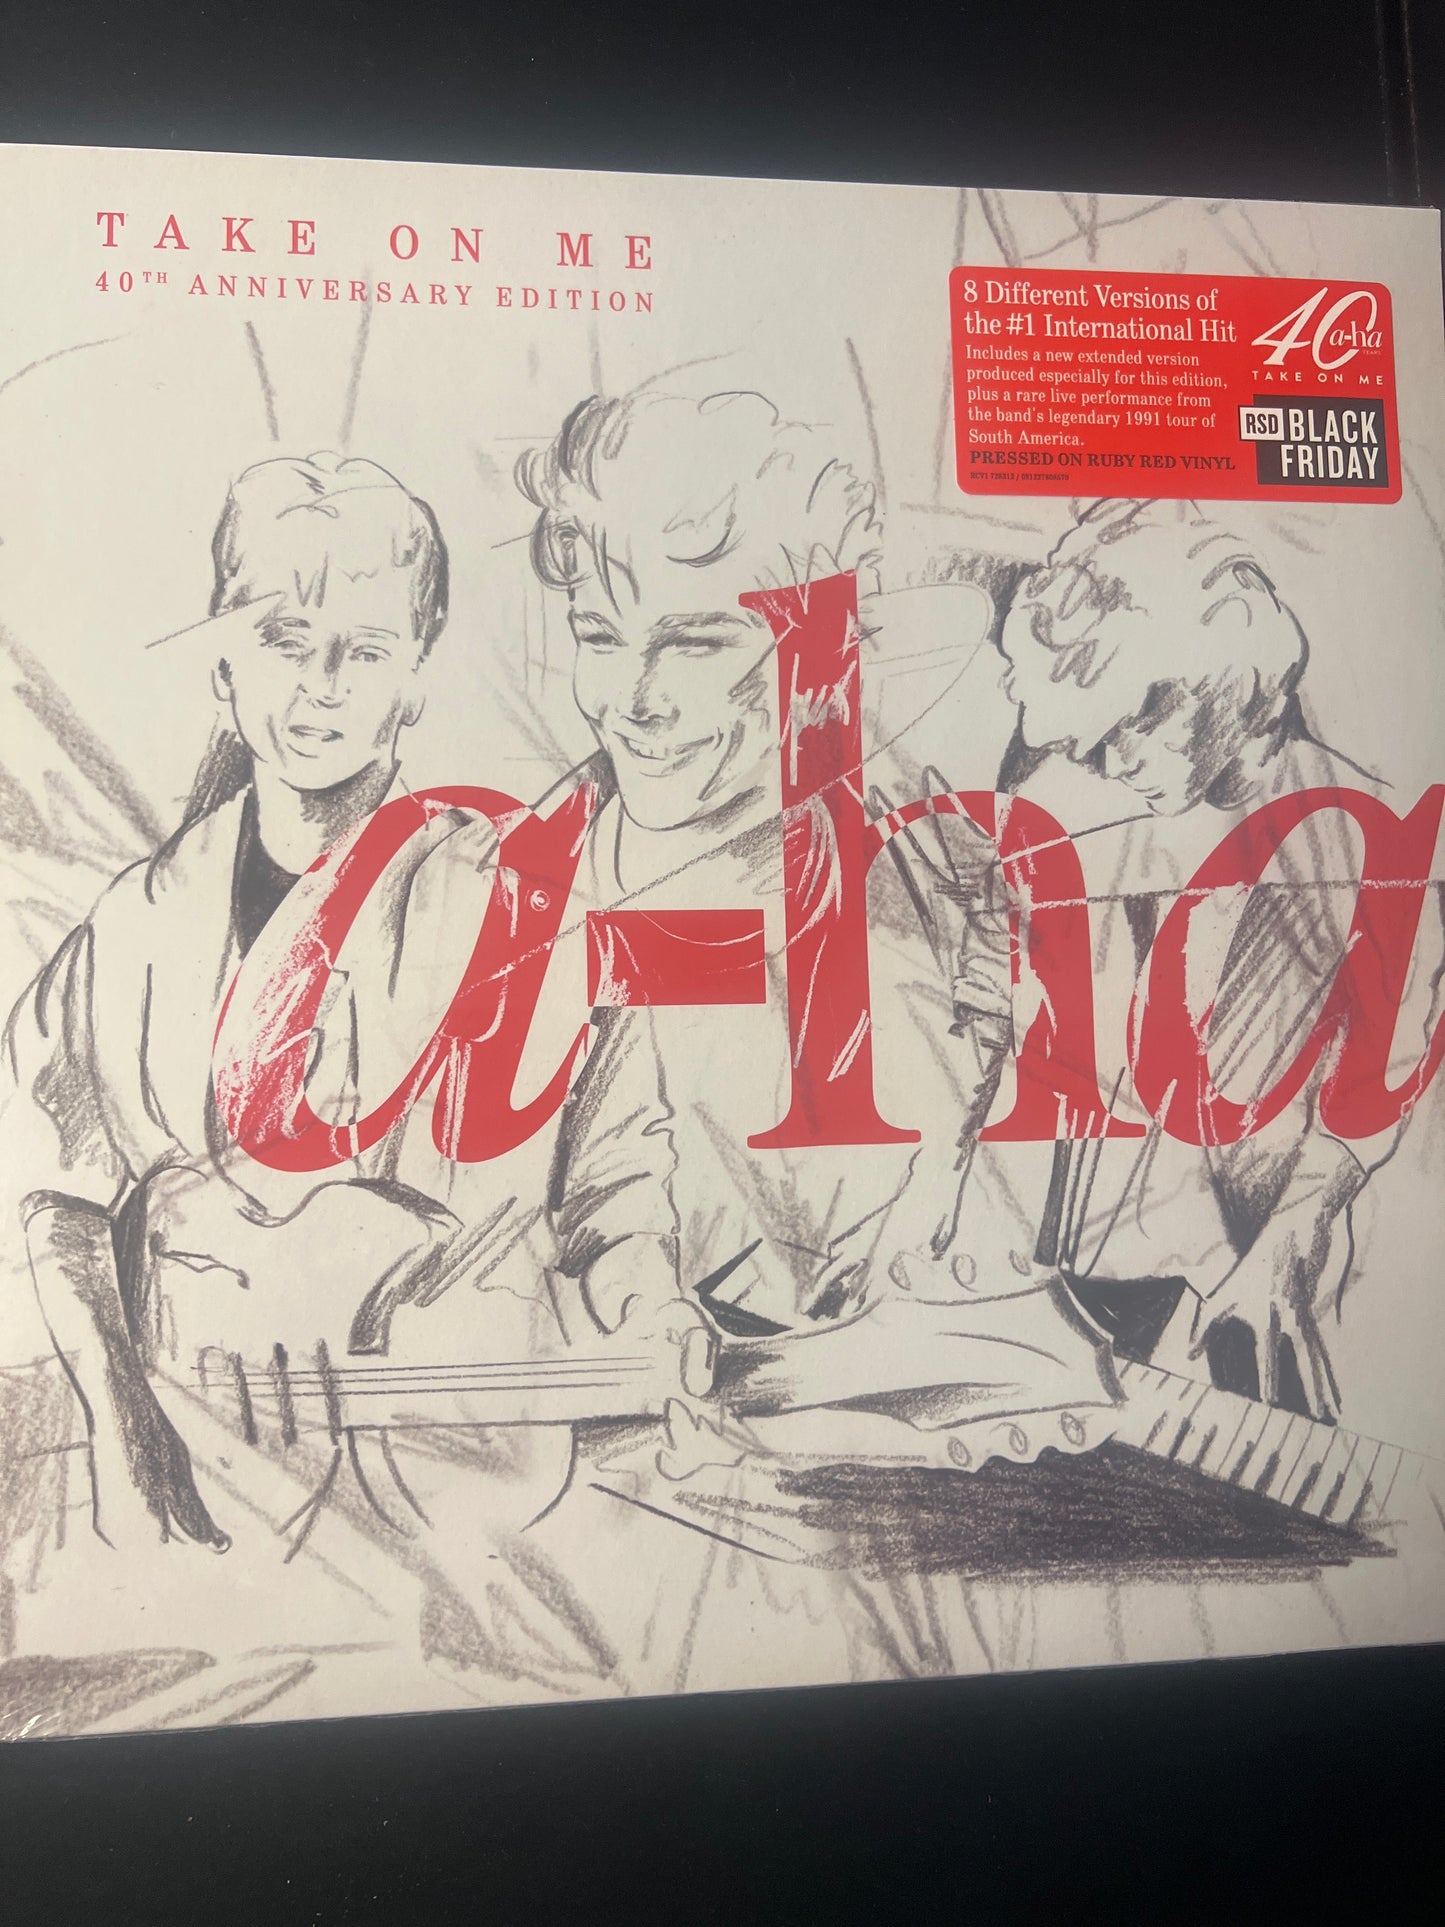 TAKE ON ME
40TH ANNIVERSARY EDITION
8 Different Versions of
the #1 International Hit
Includes a new extended version
produced especially for this edition,
plus a rare live performance from
the band's legendary 1991 tour of
South America.
PRESSED ON RUBY RED VINYL
40 a-ha
YEARS
TAKE ON ME
RSD BLACK
FRIDAY
a-ha